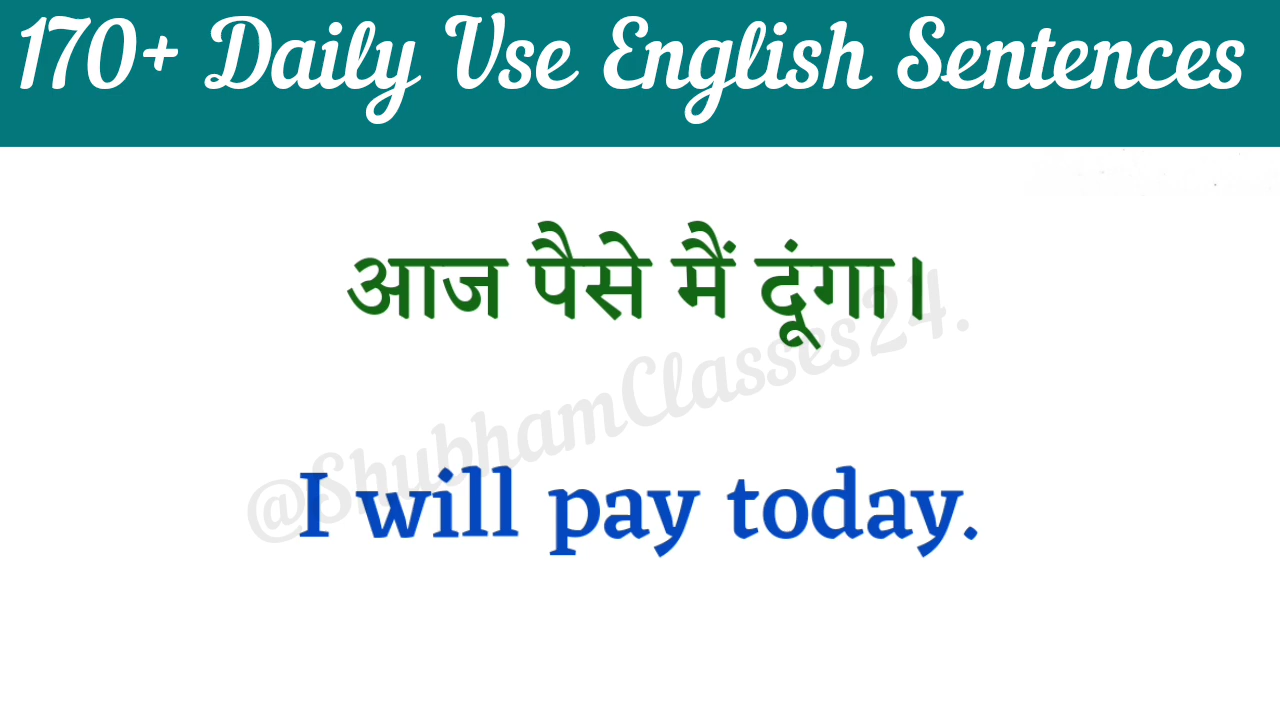 170+ Daily Use English Sentences
आज पैसे मैं दूंगा।
@ShubhamClasses24.
I will pay today.